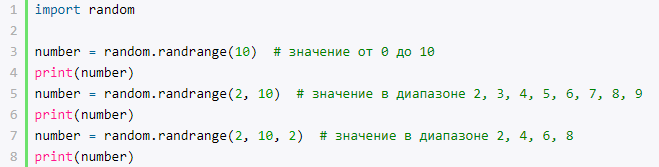 1 import random
2
3 number = random.randrange(10)  # значение от 0 до 10
4 print(number)
5 number = random.randrange(2, 10)  # значение в диапазоне 2, 3, 4, 5, 6, 7, 8, 9
6 print(number)
7 number = random.randrange(2, 10, 2)  # значение в диапазоне 2, 4, 6, 8
8 print(number)